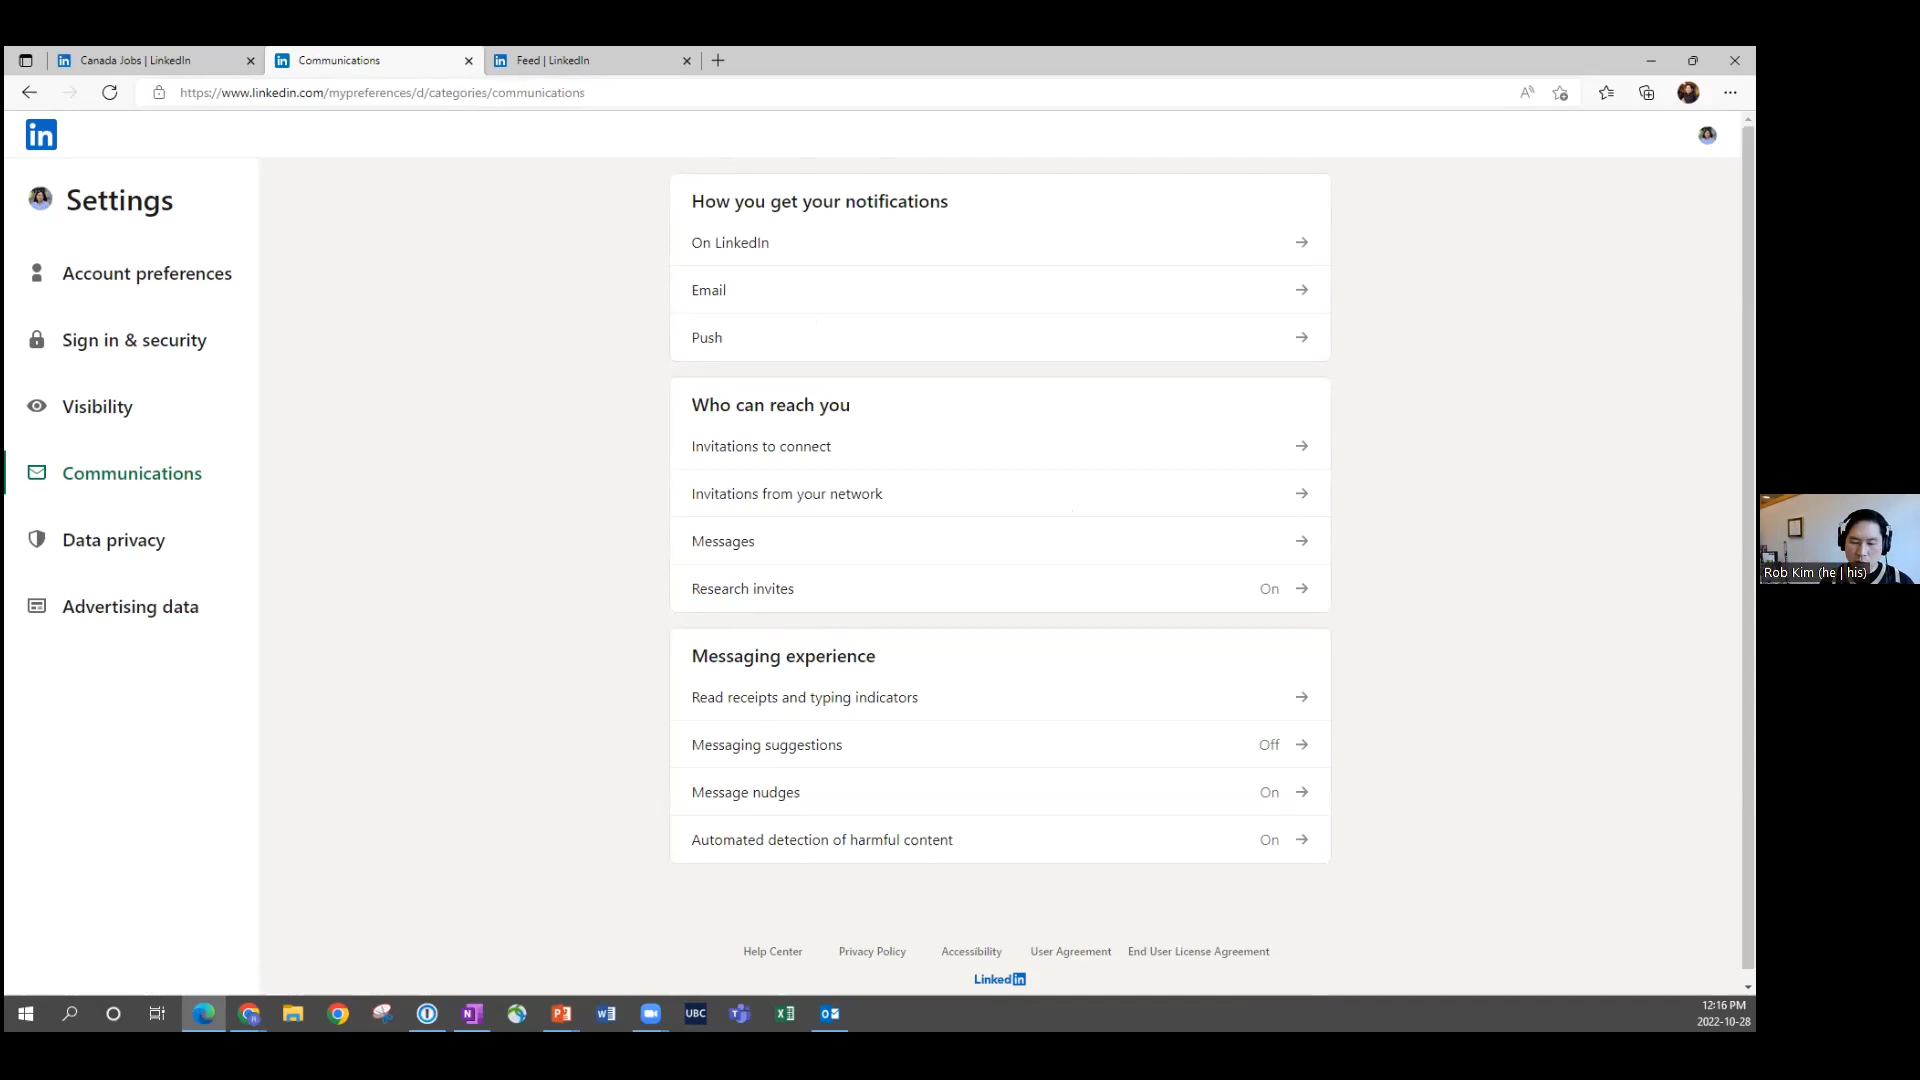 Canada Jobs | LinkedIn
Communications
Feed | LinkedIn
https://www.linkedin.com/mypreferences/d/categories/communications
in
Settings
Account preferences
Sign in & security
Visibility
Communications
Data privacy
Advertising data
How you get your notifications
On LinkedIn
Email
Push
Who can reach you
Invitations to connect
Invitations from your network
Messages
Research invites On
Messaging experience
Read receipts and typing indicators
Messaging suggestions Off
Message nudges On
Automated detection of harmful content On
Help Center Privacy Policy Accessibility User Agreement End User License Agreement
LinkedIn
Rob Kim (he | his)
UBC
12:16 PM
2022-10-28